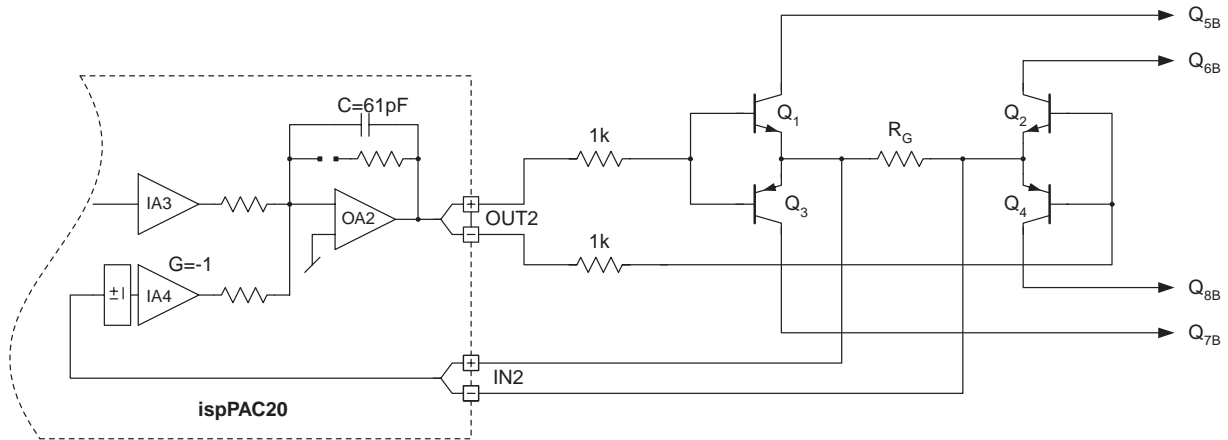 Q5B
Q6B
C=61pF
1k
Q1
RG
Q2
IA3
OA2
+
OUT2
−
Q3
Q4
1k
G=-1
±
IA4
Q8B
Q7B
+
IN2
−
ispPAC20